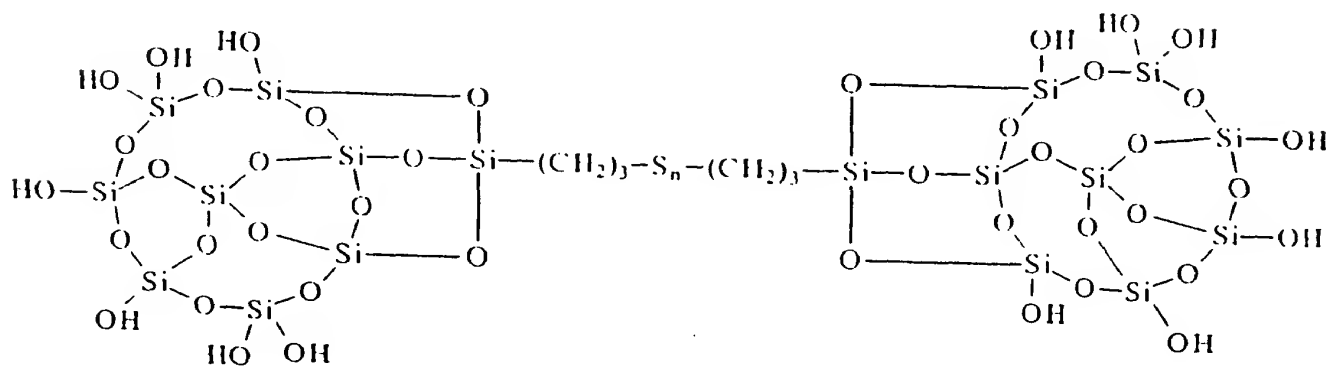 HO
OH HO OH OH
HO O Si O O Si O Si O
Si O O
O Si OH
O O Si O Si–(CH₂)₃–Sₙ–(CH₂)₃–Si O Si O Si O
HO Si Si O O O
O O O Si O O O Si OH
Si O Si O
O Si O O Si
OH OH
HO OH OH